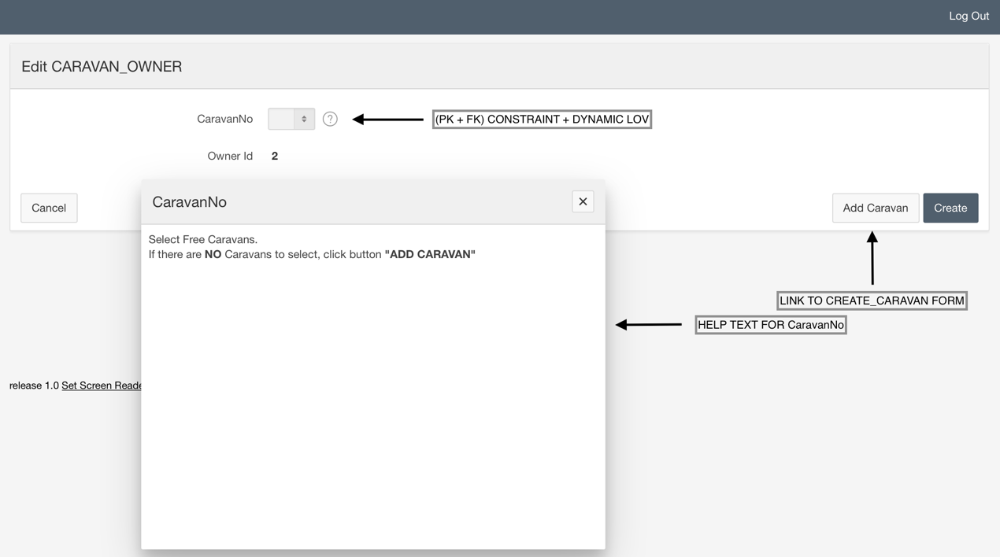 Log Out
Edit CARAVAN_OWNER
CaravanNo
?
(PK + FK) CONSTRAINT + DYNAMIC LOV
Owner Id 2
Cancel
Add Caravan
Create
CaravanNo
Select Free Caravans.
If there are NO Caravans to select, click button "ADD CARAVAN"
LINK TO CREATE_CARAVAN FORM
HELP TEXT FOR CaravanNo
release 1.0 Set Screen Reade